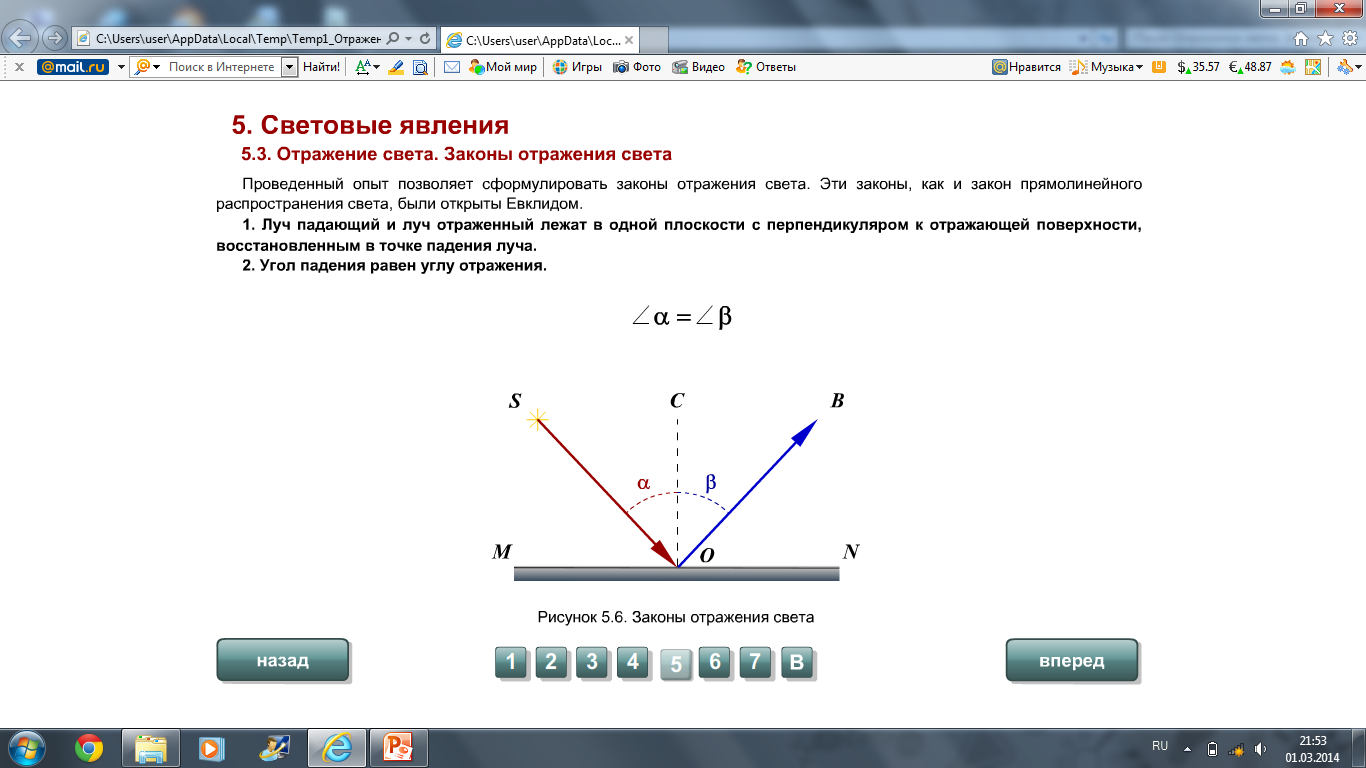 C:\Users\user\AppData\Local\Temp\Temp1_Отражен
C:\Users\user\AppData\Loc...
@mail.ru Поиск в Интернете Найти! Мой мир Игры Фото Видео Ответы Нравится Музыка $ 35.57 € 48.87
5. Световые явления
5.3. Отражение света. Законы отражения света
Проведенный опыт позволяет сформулировать законы отражения света. Эти законы, как и закон прямолинейного
распространения света, были открыты Евклидом.
1. Луч падающий и луч отраженный лежат в одной плоскости с перпендикуляром к отражающей поверхности,
восстановленным в точке падения луча.
2. Угол падения равен углу отражения.
∠α = ∠β
S C B
α β
M O N
Рисунок 5.6. Законы отражения света
назад 1 2 3 4 5 6 7 В вперед
RU 21:53
01.03.2014